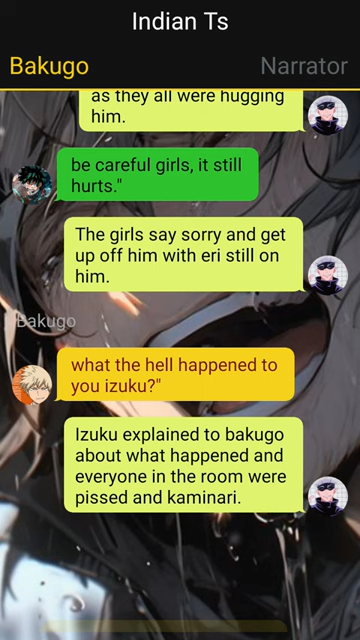 Indian Ts
Bakugo
Narrator
as they all were hugging
him.
be careful girls, it still
hurts."
The girls say sorry and get
up off him with eri still on
him.
Bakugo
what the hell happened to
you izuku?"
Izuku explained to bakugo
about what happened and
everyone in the room were
pissed and kaminari.